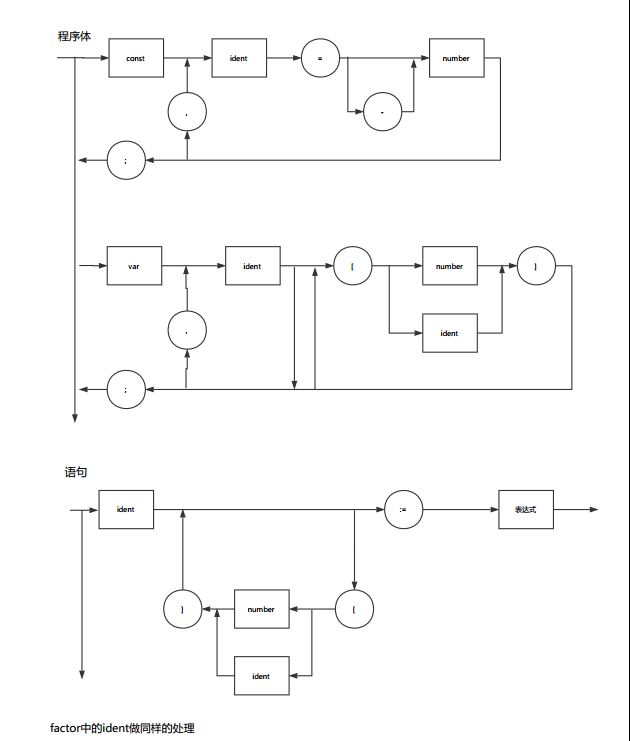 程序体
const
ident
=
number
,
-
;
var
ident
[
number
]
ident
,
;
语句
ident
:=
表达式
]
number
[
ident
factor中的ident做同样的处理